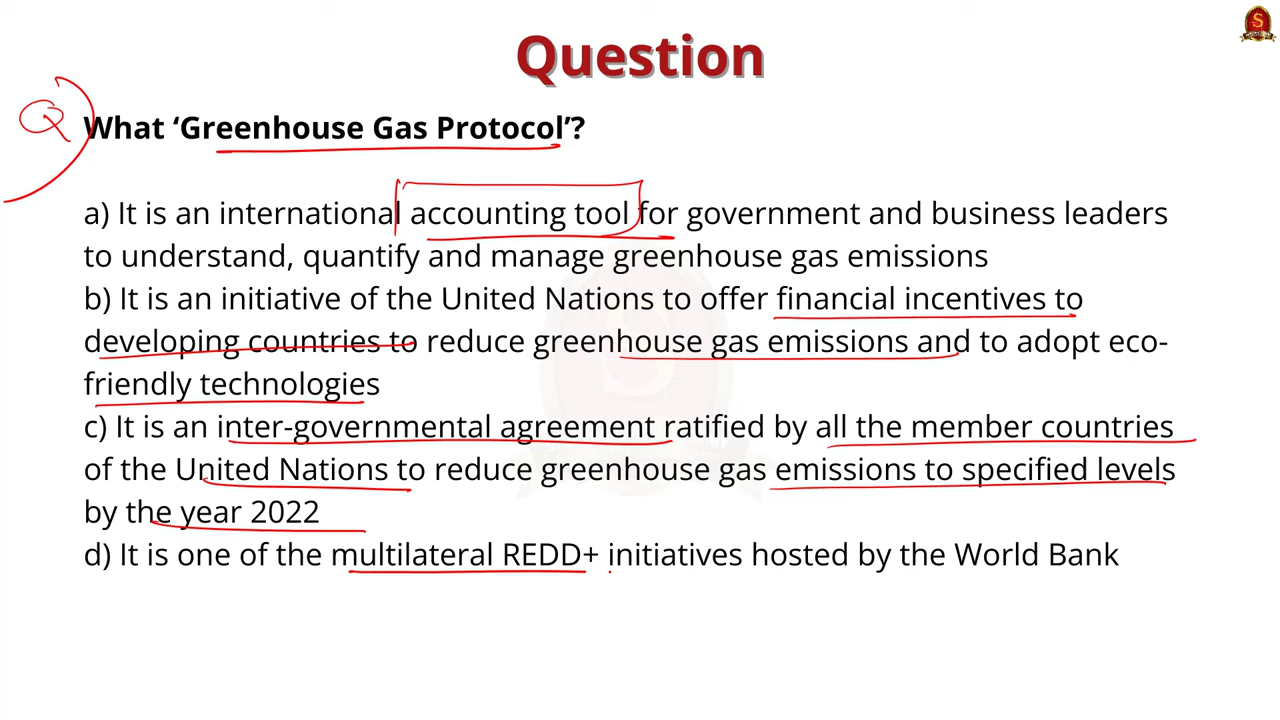 Question
Q
What ‘Greenhouse Gas Protocol’?
a) It is an international accounting tool for government and business leaders
to understand, quantify and manage greenhouse gas emissions
b) It is an initiative of the United Nations to offer financial incentives to
developing countries to reduce greenhouse gas emissions and to adopt eco-
friendly technologies
c) It is an inter-governmental agreement ratified by all the member countries
of the United Nations to reduce greenhouse gas emissions to specified levels
by the year 2022
d) It is one of the multilateral REDD+ initiatives hosted by the World Bank